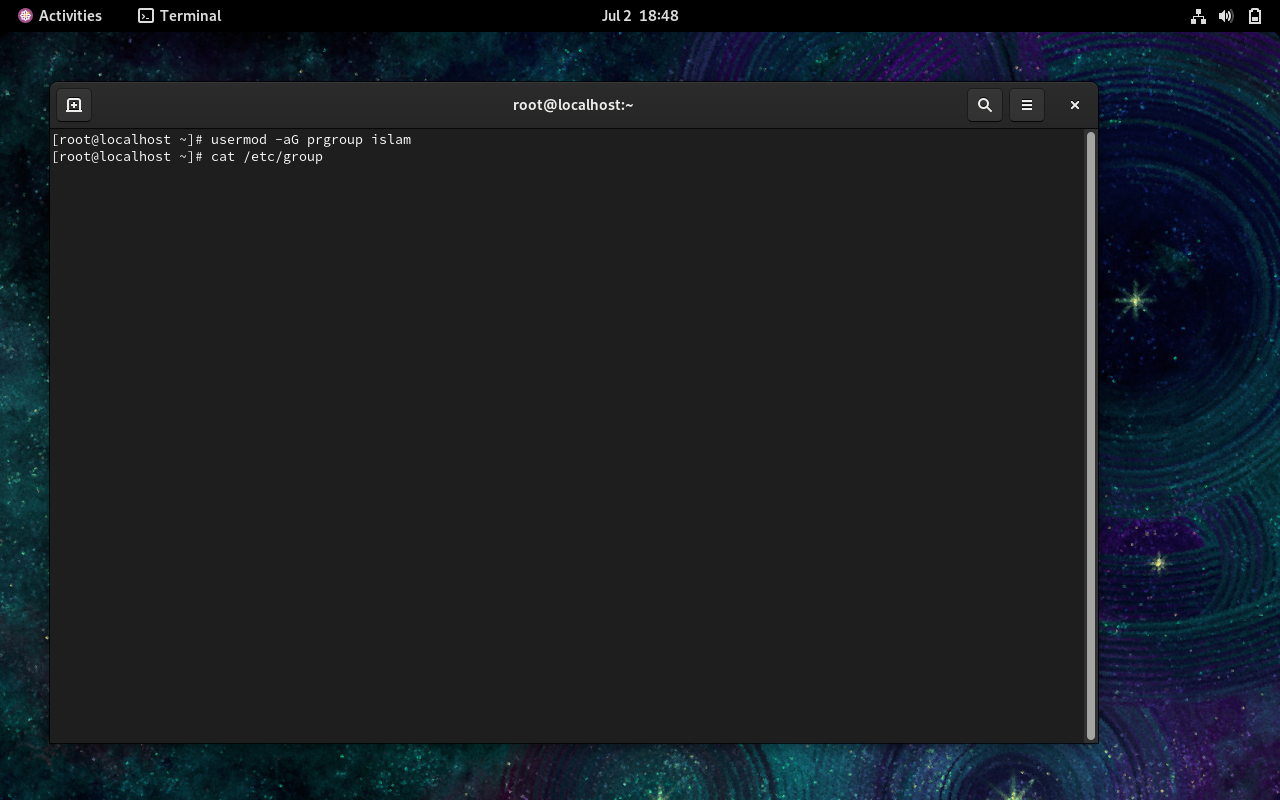 Activities Terminal Jul 2 18:48
root@localhost:~
[root@localhost ~]# usermod -aG prgroup islam
[root@localhost ~]# cat /etc/group